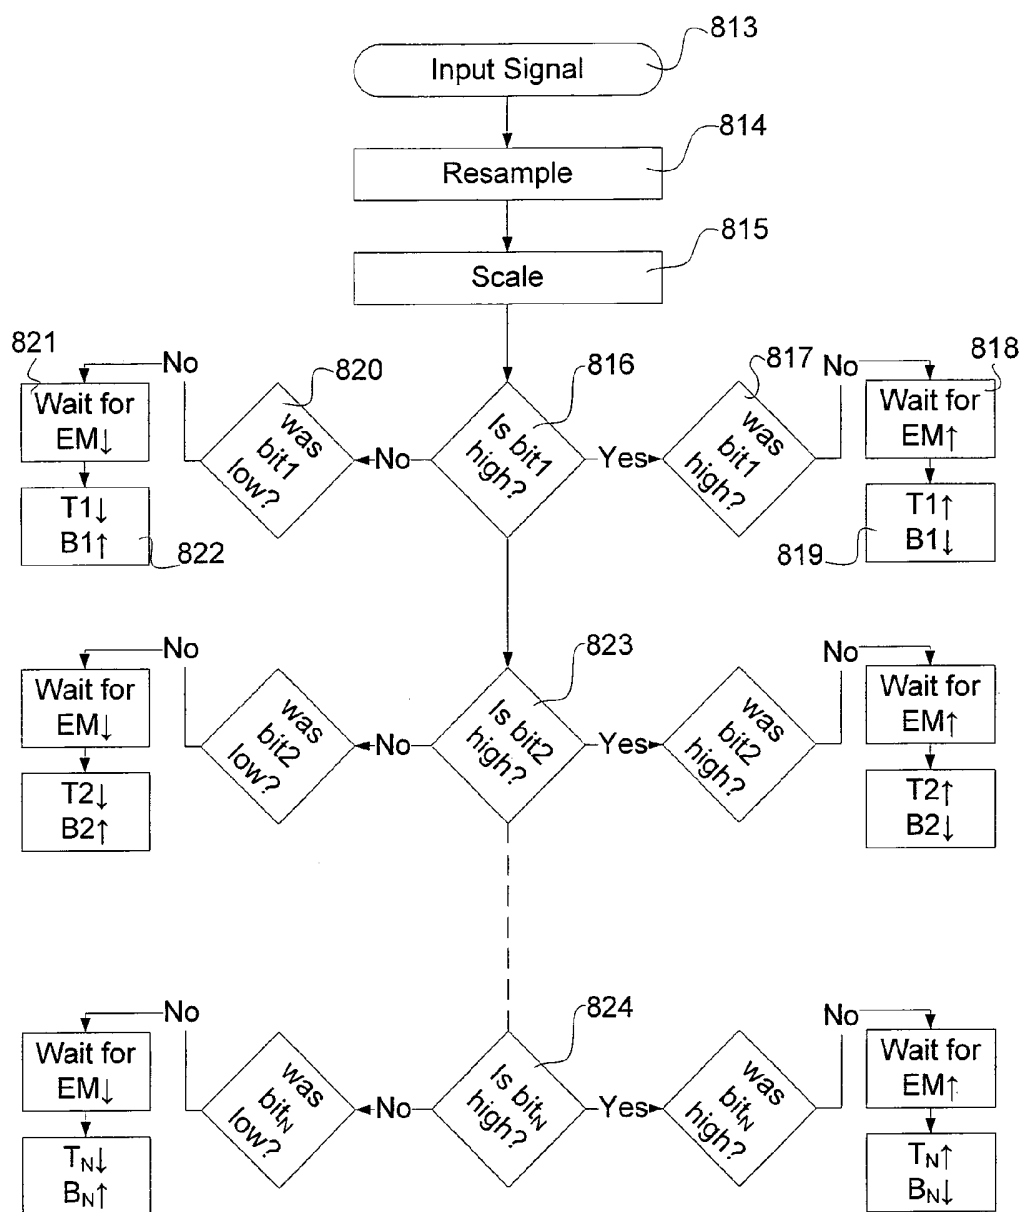 813
Input Signal
814
Resample
815
Scale
821
No
820
816
817
No
818
Wait for
EM↓
was
bit1
low?
No
Is bit1
high?
Yes
was
bit1
high?
Wait for
EM↑
T1↓
B1↑
822
819
T1↑
B1↓
No
823
No
Wait for
EM↓
was
bit2
low?
No
Is bit2
high?
Yes
was
bit2
high?
Wait for
EM↑
T2↓
B2↑
T2↑
B2↓
No
824
No
Wait for
EM↓
was
bitN
low?
No
Is bitN
high?
Yes
was
bitN
high?
Wait for
EM↑
TN↓
BN↑
TN↑
BN↓